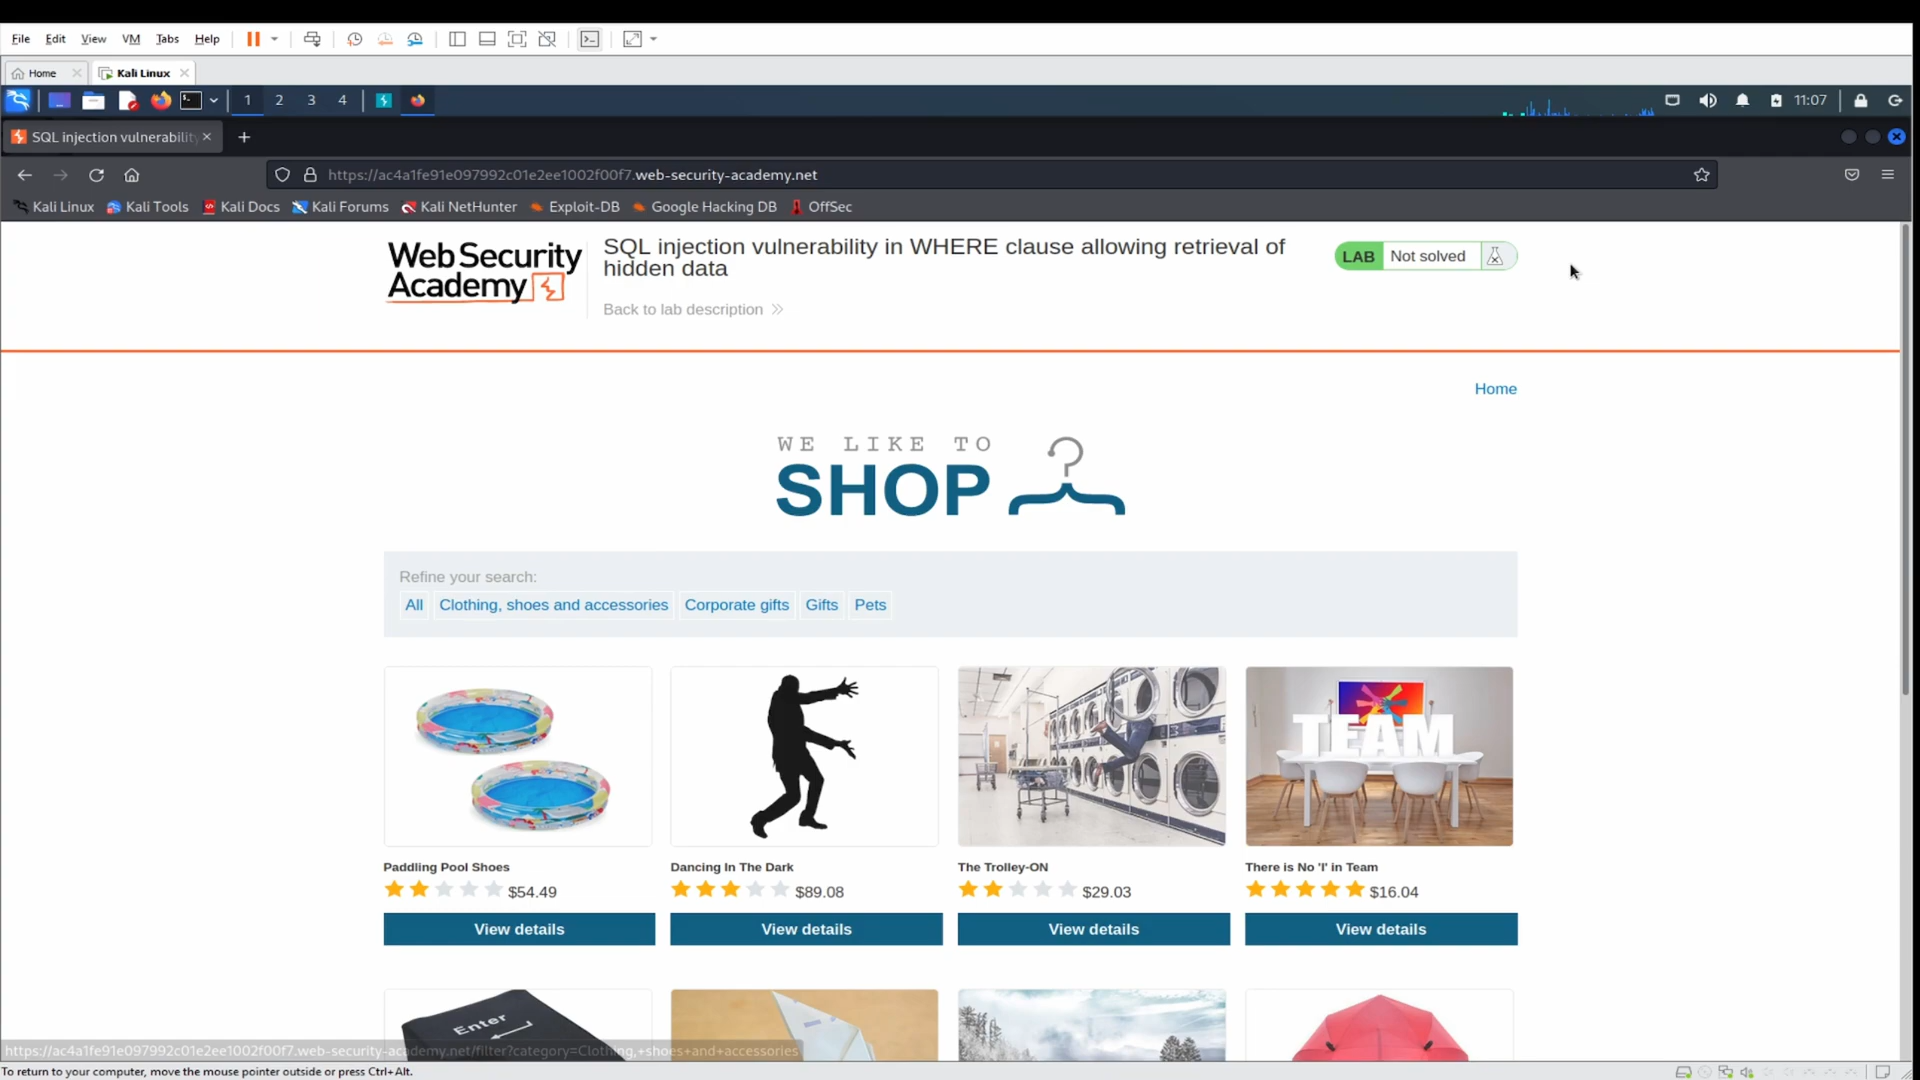 File Edit View VM Tabs Help
Home Kali Linux
1 2 3 4 11:07
SQL injection vulnerability
https://ac4a1fe91e097992c01e2ee1002f00f7.web-security-academy.net
Kali Linux Kali Tools Kali Docs Kali Forums Kali NetHunter Exploit-DB Google Hacking DB OffSec
Web Security
Academy
SQL injection vulnerability in WHERE clause allowing retrieval of
hidden data
LAB Not solved
Back to lab description
Home
WE LIKE TO
SHOP
Refine your search:
All Clothing, shoes and accessories Corporate gifts Gifts Pets
TEAM
Paddling Pool Shoes Dancing In The Dark The Trolley-ON There is No 'I' in Team
$54.49 $89.08 $29.03 $16.04
View details View details View details View details
Enter
https://ac4a1fe91e097992c01e2ee1002f00f7.web-security-academy.net/filter?category=Clothing,+shoes+and+accessories
To return to your computer, move the mouse pointer outside or press Ctrl+Alt.